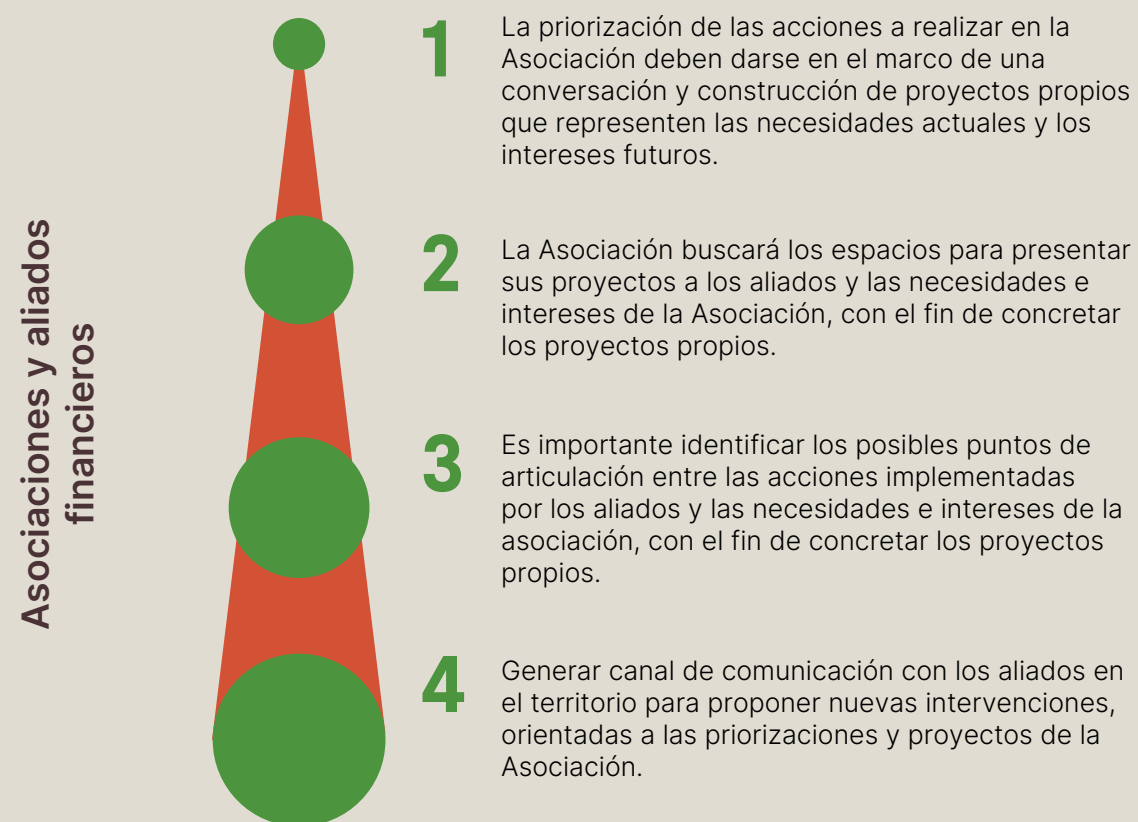 Asociaciones y aliados
financieros
1
La priorización de las acciones a realizar en la
Asociación deben darse en el marco de una
conversación y construcción de proyectos propios
que representen las necesidades actuales y los
intereses futuros.
2
La Asociación buscará los espacios para presentar
sus proyectos a los aliados y las necesidades e
intereses de la Asociación, con el fin de concretar
los proyectos propios.
3
Es importante identificar los posibles puntos de
articulación entre las acciones implementadas
por los aliados y las necesidades e intereses de la
asociación, con el fin de concretar los proyectos
propios.
4
Generar canal de comunicación con los aliados en
el territorio para proponer nuevas intervenciones,
orientadas a las priorizaciones y proyectos de la
Asociación.